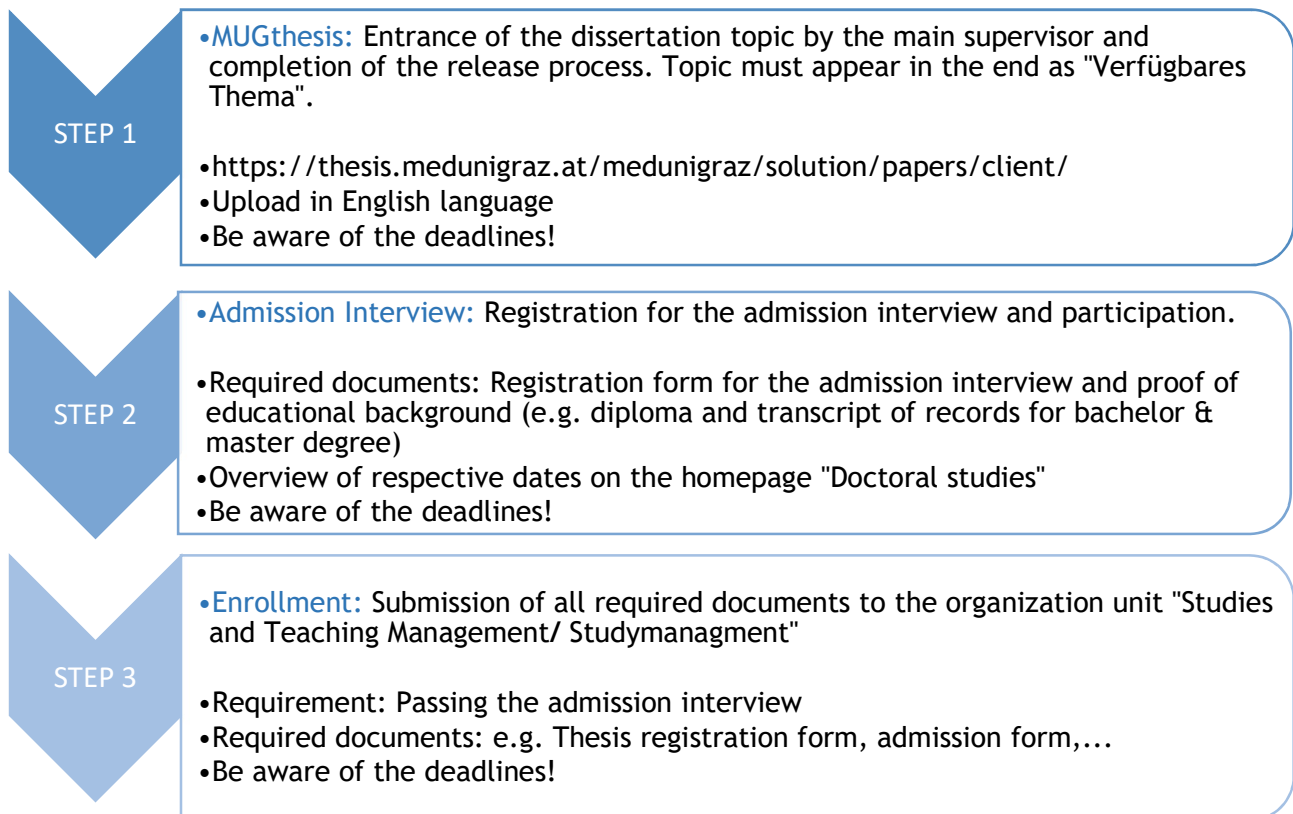 STEP 1
•MUGthesis: Entrance of the dissertation topic by the main supervisor and
completion of the release process. Topic must appear in the end as "Verfügbares
Thema".
•https://thesis.medunigraz.at/medunigraz/solution/papers/client/
•Upload in English language
•Be aware of the deadlines!
STEP 2
•Admission Interview: Registration for the admission interview and participation.
•Required documents: Registration form for the admission interview and proof of
educational background (e.g. diploma and transcript of records for bachelor &
master degree)
•Overview of respective dates on the homepage "Doctoral studies"
•Be aware of the deadlines!
STEP 3
•Enrollment: Submission of all required documents to the organization unit "Studies
and Teaching Management/ Studymanagment"
•Requirement: Passing the admission interview
•Required documents: e.g. Thesis registration form, admission form,...
•Be aware of the deadlines!